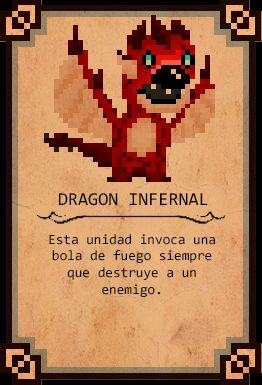 DRAGON INFERNAL
Esta unidad invoca una
bola de fuego siempre
que destruye a un
enemigo.